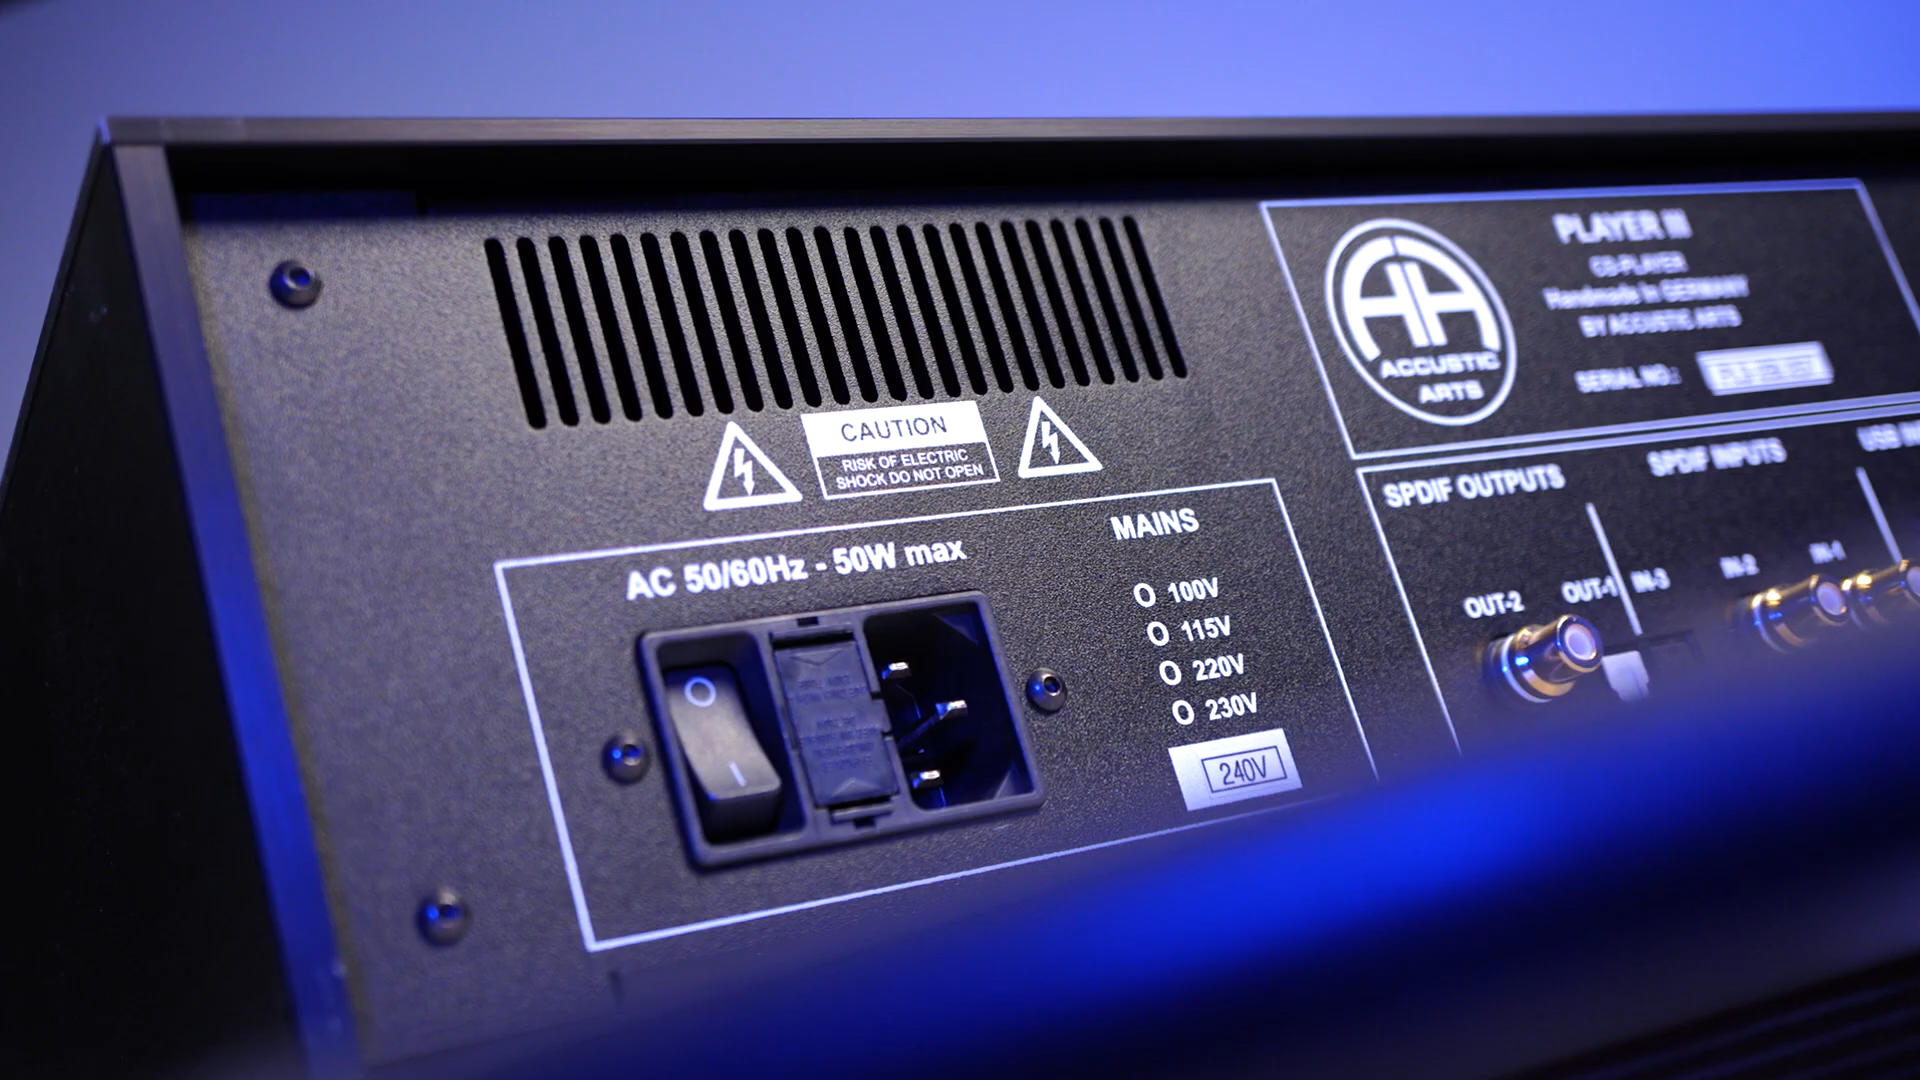 PLAYER III
CD-PLAYER
Handmade in GERMANY
BY ACCUSTIC ARTS
SERIAL NO.:
ACCUSTIC
ARTS
CAUTION
RISK OF ELECTRIC
SHOCK DO NOT OPEN
AC 50/60Hz - 50W max
MAINS
100V
115V
220V
230V
240V
SPDIF OUTPUTS
SPDIF INPUTS
USB
OUT-2
OUT-1
IN-3
IN-2
IN-1